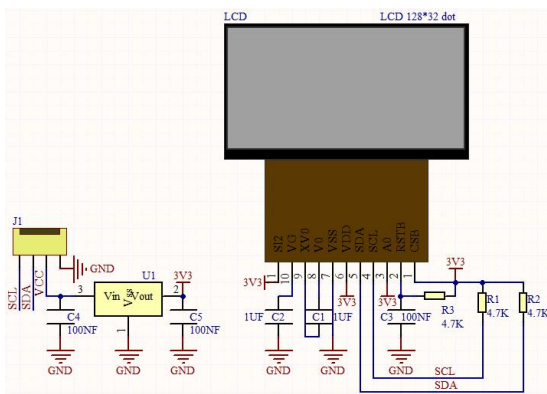 LCD
LCD 128*32 dot
SI2
VG
XV0
V0
VSS
VDD
SDA
SCL
A0
RSTB
CSB
J1
GND
SCL
SDA
VCC
U1
3
Vin
Vout
2
3V3
1
C4
100NF
C5
100NF
GND
GND
GND
3V3
10
9
8
7
6
5
4
3
2
1
3V3
3V3
3V3
1UF
C2
C1
1UF
C3
100NF
R3
4.7K
R1
4.7K
R2
4.7K
GND
GND
GND
SCL
SDA